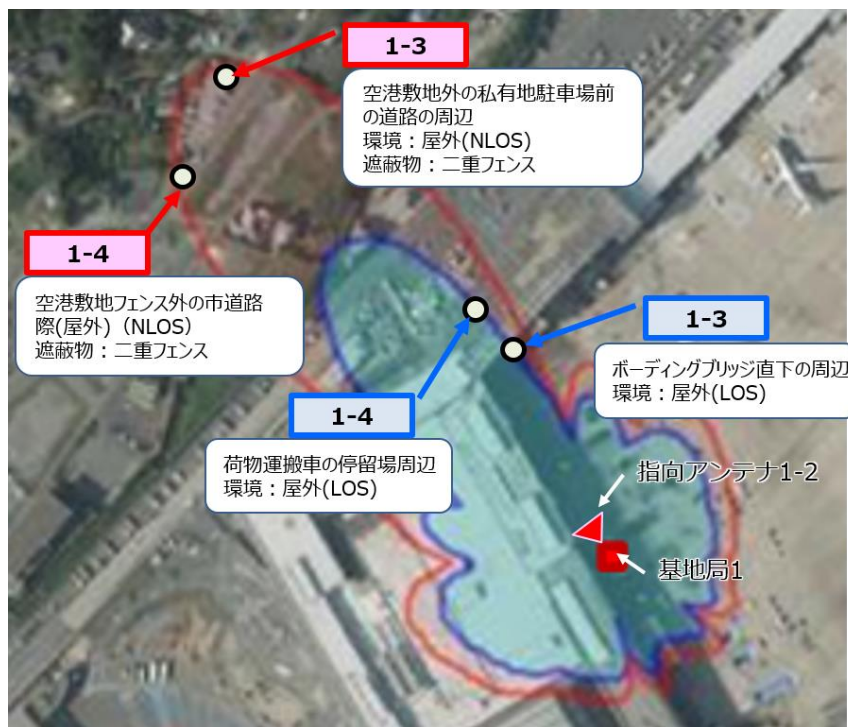 1-3
空港敷地外の私有地駐車場前
の道路の周辺
環境：屋外(NLOS)
遮蔽物：二重フェンス
1-4
空港敷地フェンス外の市道路
際(屋外)（NLOS）
遮蔽物：二重フェンス
1-3
ボーディングブリッジ直下の周辺
環境：屋外(LOS)
1-4
荷物運搬車の停留場周辺
環境：屋外(LOS)
指向アンテナ1-2
基地局1